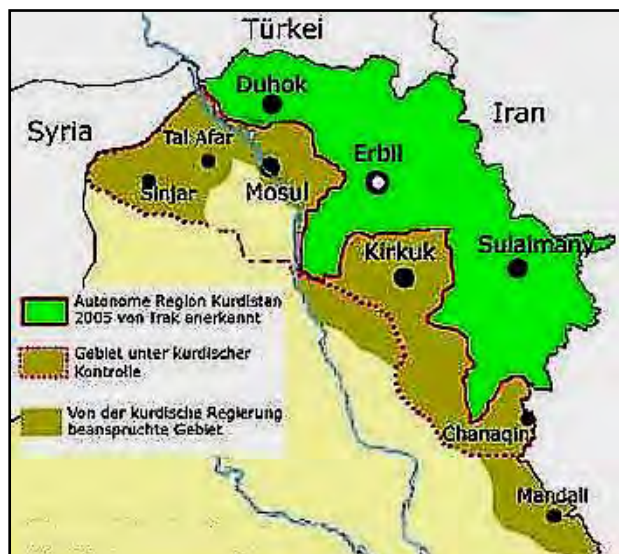 Türkei
Duhok
Iran
Syria
Tal Afar
Erbil
Sinjar
Mosul
Kirkuk
Sulaimany
Autonome Region Kurdistan
2005 von Irak anerkannt
Gebiet unter kurdischer
Kontrolle
Von der kurdische Regierung
beanspruchte Gebiet
Chanaqin
Mandali